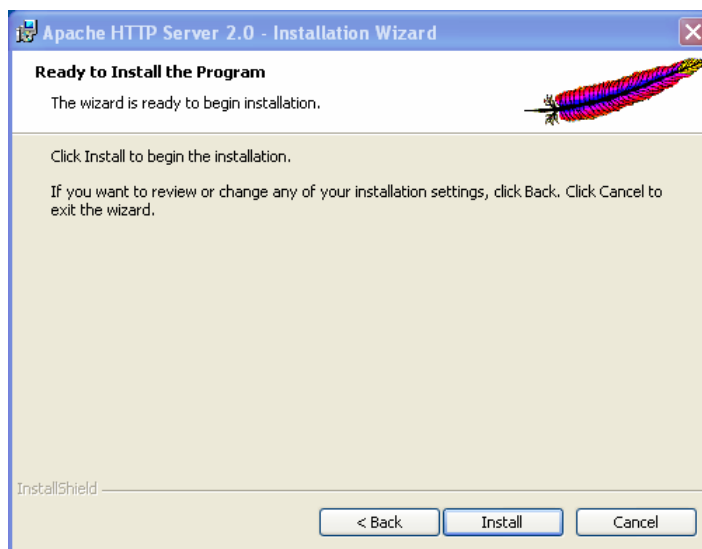 Apache HTTP Server 2.0 - Installation Wizard
Ready to Install the Program
The wizard is ready to begin installation.
Click Install to begin the installation.
If you want to review or change any of your installation settings, click Back. Click Cancel to
exit the wizard.
InstallShield
< Back Install Cancel